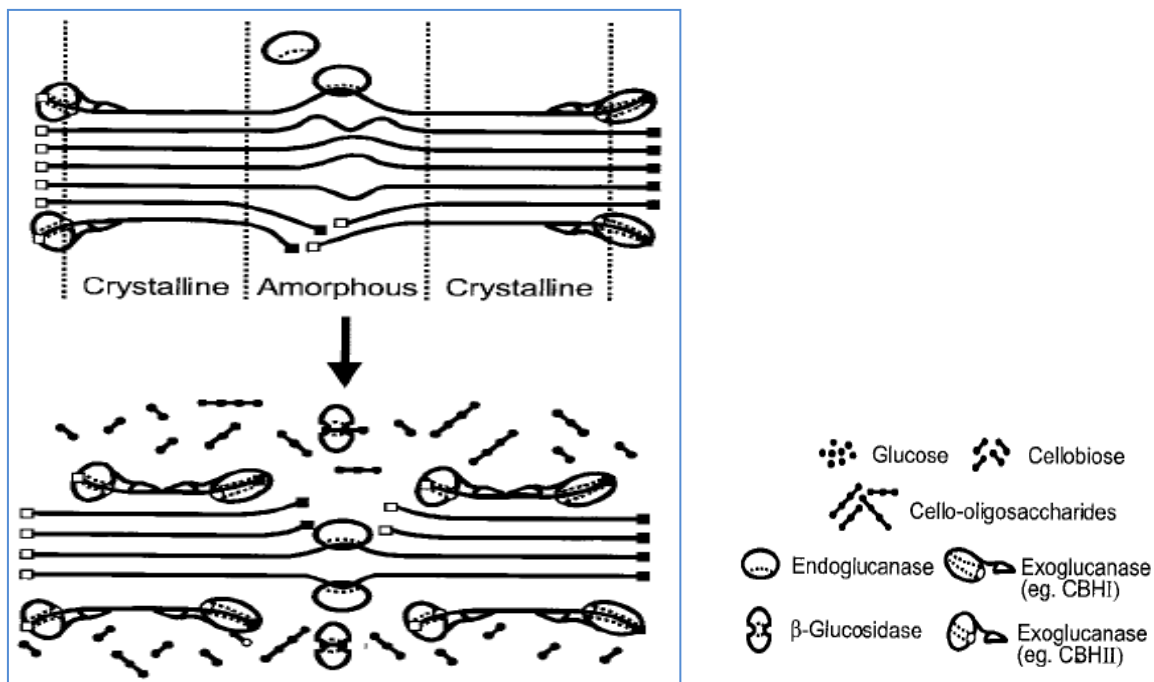 Crystalline Amorphous Crystalline
Glucose Cellobiose
Cello-oligosaccharides
Endoglucanase Exoglucanase
(eg. CBHI)
β-Glucosidase Exoglucanase
(eg. CBHII)